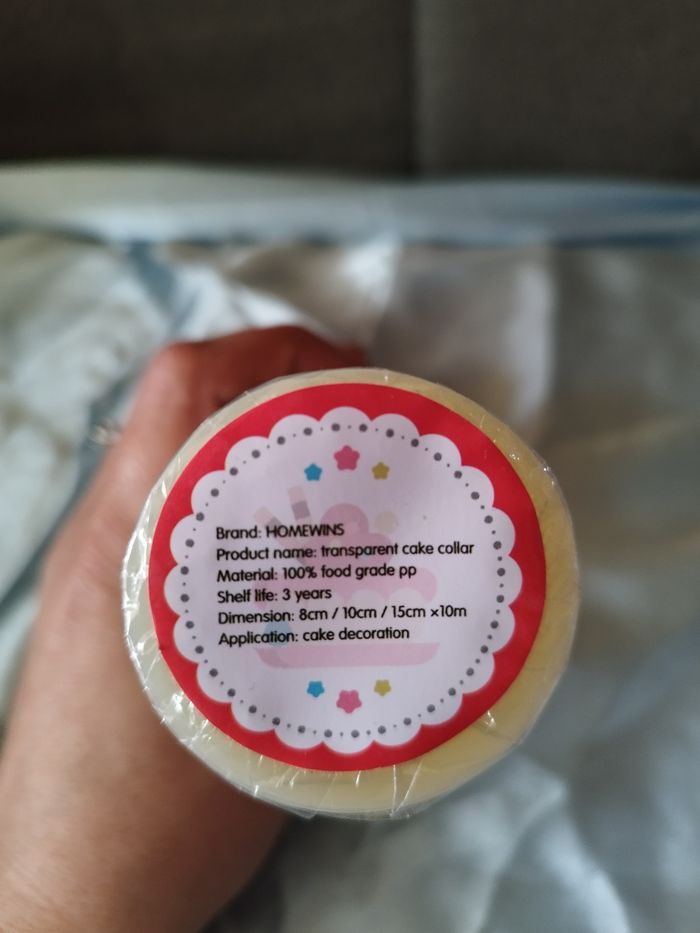 Brand: HOMEWINS
Product name: transparent cake collar
Material: 100% food grade pp
Shelf life: 3 years
Dimension: 8cm / 10cm / 15cm ×10m
Application: cake decoration